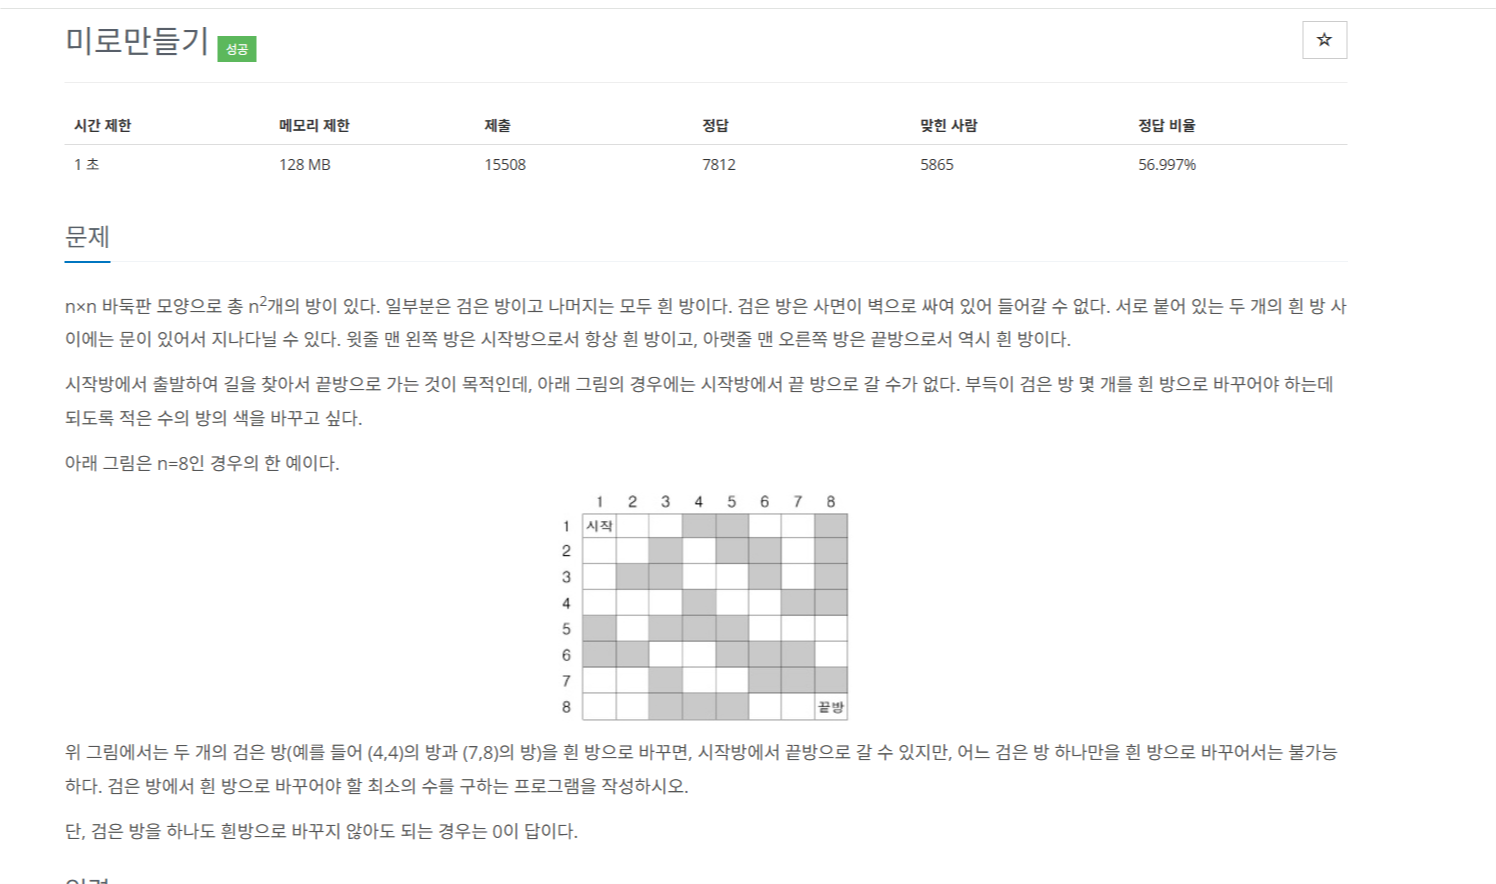 미로만들기 성공
☆
시간 제한 메모리 제한 제출 정답 맞힌 사람 정답 비율
1 초 128 MB 15508 7812 5865 56.997%
문제
n×n 바둑판 모양으로 총 n²개의 방이 있다. 일부분은 검은 방이고 나머지는 모두 흰 방이다. 검은 방은 사면이 벽으로 싸여 있어 들어갈 수 없다. 서로 붙어 있는 두 개의 흰 방 사
이에는 문이 있어서 지나다닐 수 있다. 윗줄 맨 왼쪽 방은 시작방으로서 항상 흰 방이고, 아랫줄 맨 오른쪽 방은 끝방으로서 역시 흰 방이다.
시작방에서 출발하여 길을 찾아서 끝방으로 가는 것이 목적인데, 아래 그림의 경우에는 시작방에서 끝 방으로 갈 수가 없다. 부득이 검은 방 몇 개를 흰 방으로 바꾸어야 하는데
되도록 적은 수의 방의 색을 바꾸고 싶다.
아래 그림은 n=8인 경우의 한 예이다.
1 2 3 4 5 6 7 8
1 시작
2
3
4
5
6
7
8 끝방
위 그림에서는 두 개의 검은 방(예를 들어 (4,4)의 방과 (7,8)의 방)을 흰 방으로 바꾸면, 시작방에서 끝방으로 갈 수 있지만, 어느 검은 방 하나만을 흰 방으로 바꾸어서는 불가능
하다. 검은 방에서 흰 방으로 바꾸어야 할 최소의 수를 구하는 프로그램을 작성하시오.
단, 검은 방을 하나도 흰방으로 바꾸지 않아도 되는 경우는 0이 답이다.